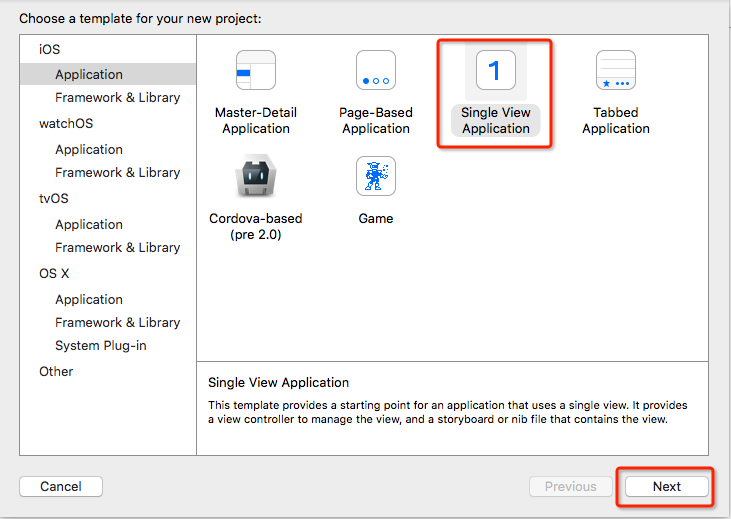 Choose a template for your new project:
iOS
Application
Framework & Library
watchOS
Application
Framework & Library
tvOS
Application
Framework & Library
OS X
Application
Framework & Library
System Plug-in
Other
Master-Detail
Application
Page-Based
Application
1
Single View
Application
Tabbed
Application
Cordova-based
(pre 2.0)
Game
Single View Application
This template provides a starting point for an application that uses a single view. It provides
a view controller to manage the view, and a storyboard or nib file that contains the view.
Cancel
Previous
Next